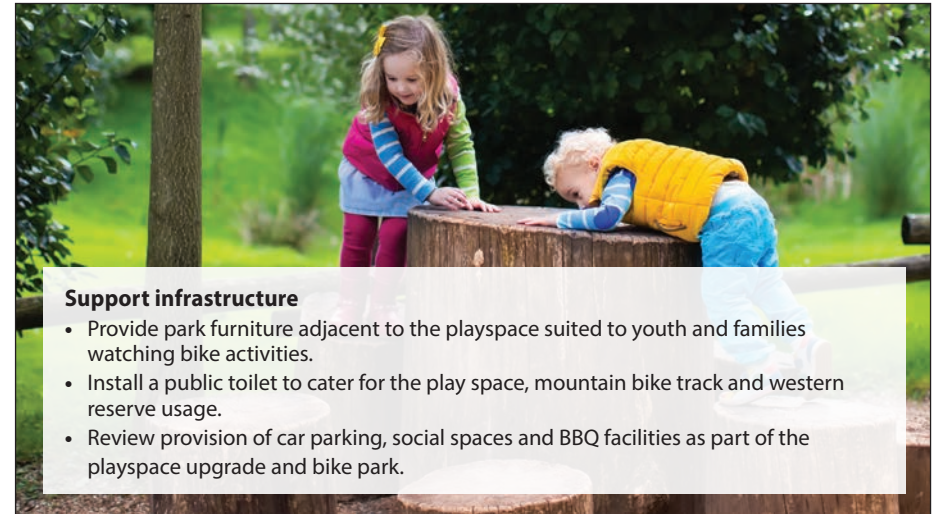 Support infrastructure
• Provide park furniture adjacent to the playspace suited to youth and families
watching bike activities.
• Install a public toilet to cater for the play space, mountain bike track and western
reserve usage.
• Review provision of car parking, social spaces and BBQ facilities as part of the
playspace upgrade and bike park.